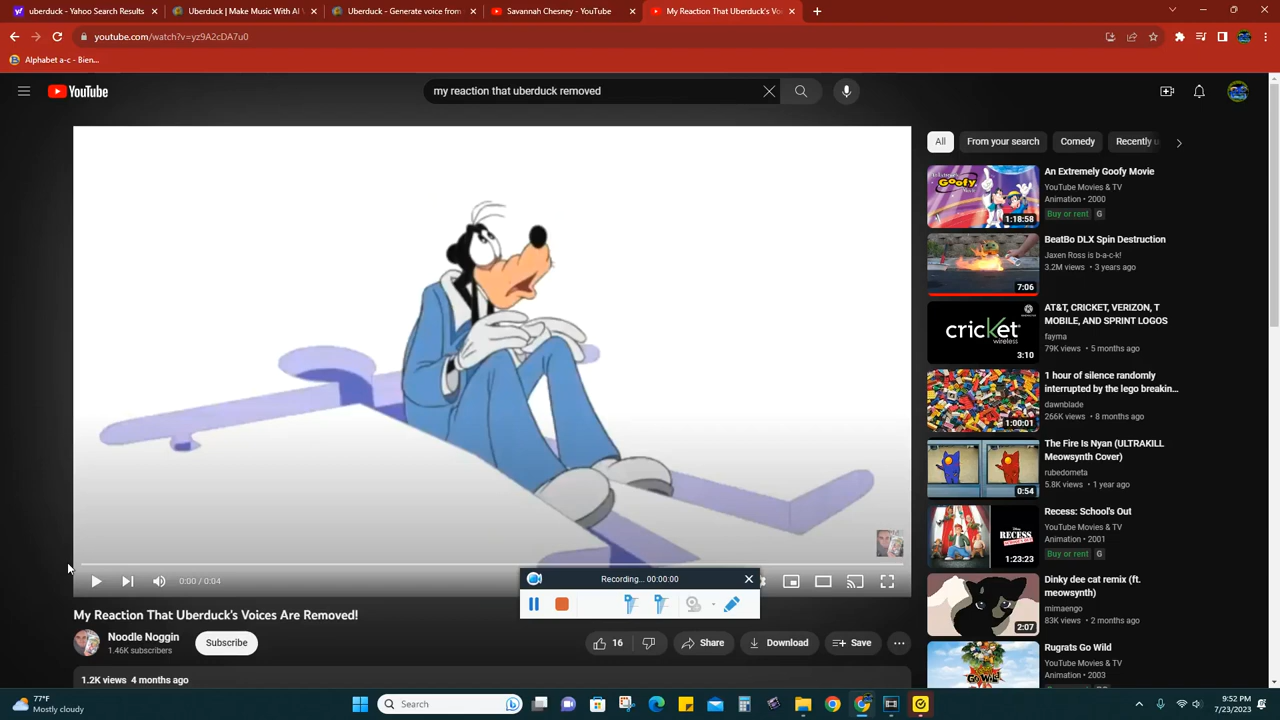 uberduck - Yahoo Search Results
Uberduck | Make Music With AI V
Uberduck - Generate voice from
Savannah Chesney - YouTube
My Reaction That Uberduck's Vo
youtube.com/watch?v=yz9A2cDA7u0
Alphabet a-c - Bien...
YouTube
my reaction that uberduck removed
All
From your search
Comedy
Recently u
An Extremely Goofy Movie
YouTube Movies & TV
Animation • 2000
Buy or rent G
1:18:58
BeatBo DLX Spin Destruction
Jaxen Ross is b-a-c-k!
3.2M views • 3 years ago
7:06
AT&T, CRICKET, VERIZON, T
MOBILE, AND SPRINT LOGOS
fayma
79K views • 5 months ago
cricket
wireless
3:10
1 hour of silence randomly
interrupted by the lego breakin...
dawnblade
266K views • 8 months ago
1:00:01
The Fire Is Nyan (ULTRAKILL
Meowsynth Cover)
rubedometa
5.8K views • 1 year ago
0:54
Recess: School's Out
YouTube Movies & TV
Animation • 2001
Buy or rent G
RECESS
1:23:23
Dinky dee cat remix (ft.
meowsynth)
mimaengo
83K views • 2 months ago
2:07
Rugrats Go Wild
YouTube Movies & TV
Animation • 2003
0:00 / 0:04
Recording... 00:00:00
My Reaction That Uberduck's Voices Are Removed!
Noodle Noggin
1.46K subscribers
Subscribe
16
Share
Download
Save
1.2K views 4 months ago
77°F
Mostly cloudy
Search
9:52 PM
7/23/2023